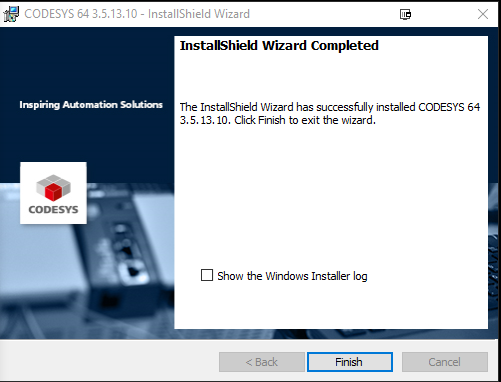 CODESYS 64 3.5.13.10 - InstallShield Wizard
InstallShield Wizard Completed
Inspiring Automation Solutions
The InstallShield Wizard has successfully installed CODESYS 64
3.5.13.10. Click Finish to exit the wizard.
CODESYS
Show the Windows Installer log
< Back
Finish
Cancel